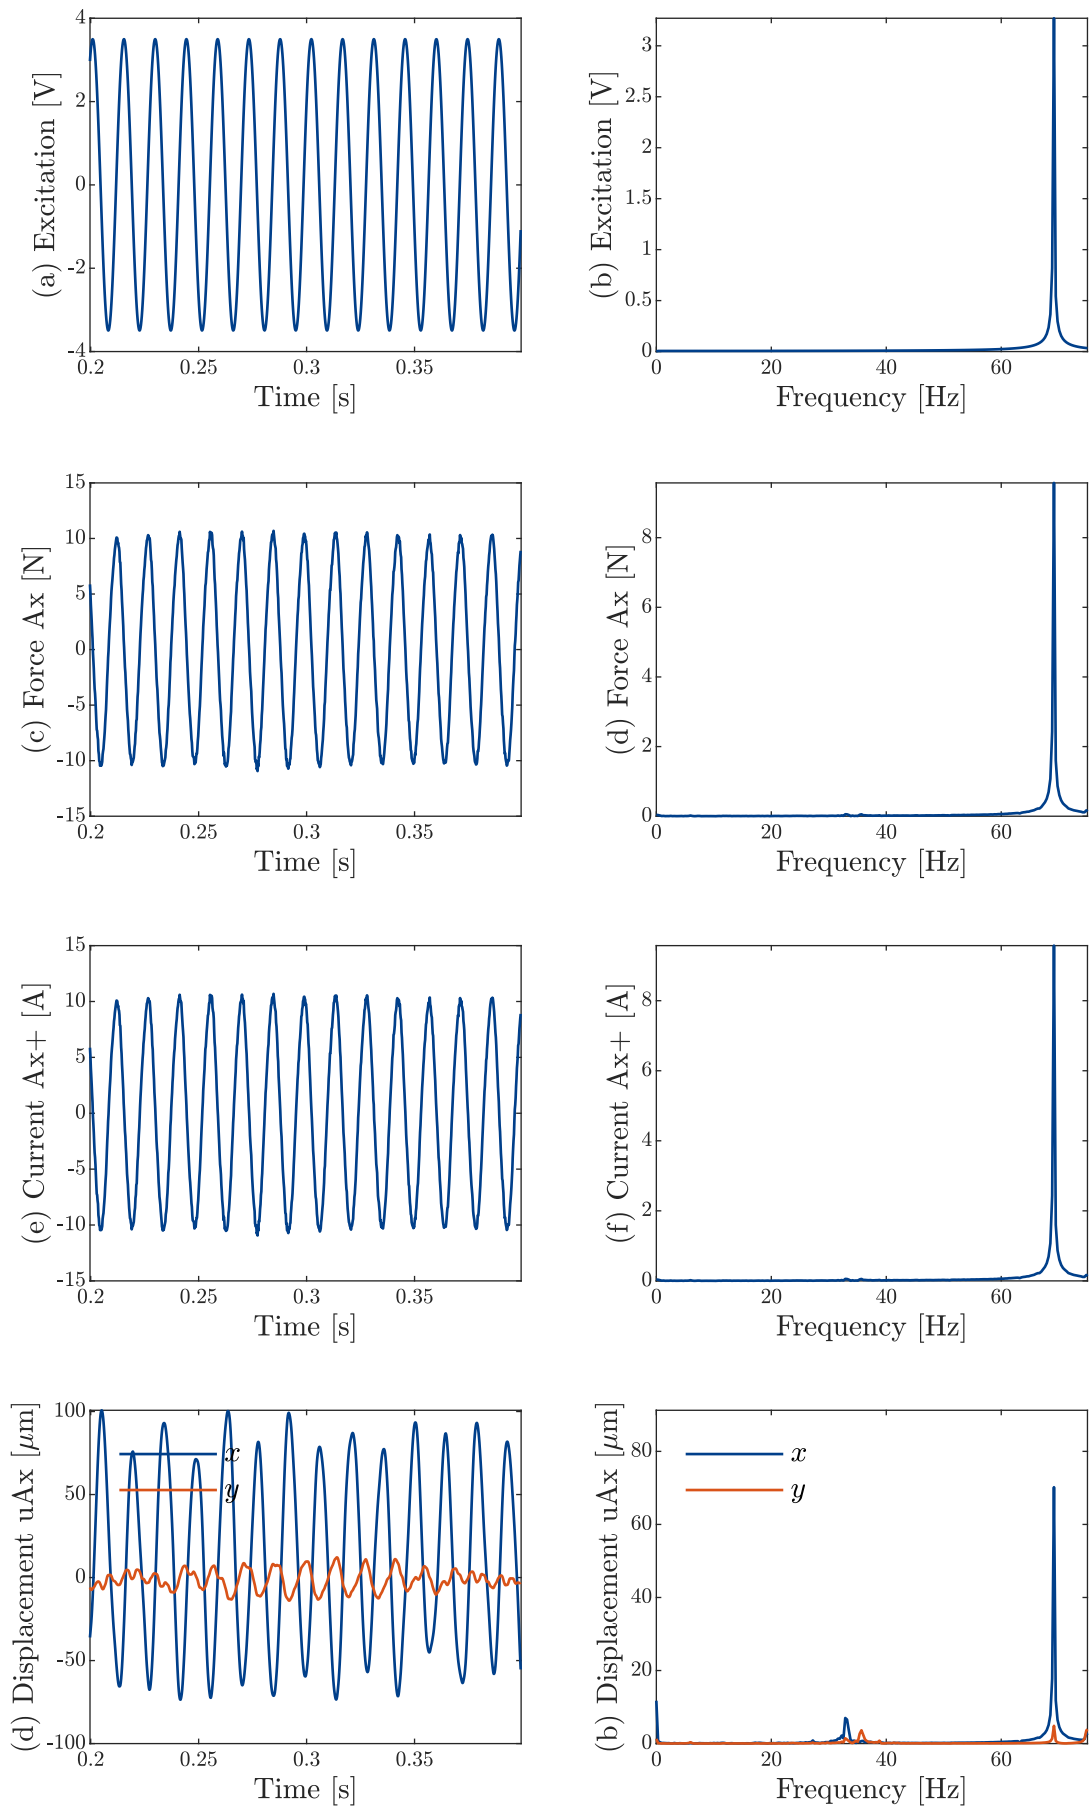 (a) Excitation [V]
4
2
0
-2
-4
0.2 0.25 0.3 0.35
Time [s]
(b) Excitation [V]
3
2.5
2
1.5
1
0.5
0
0 20 40 60
Frequency [Hz]
(c) Force Ax [N]
15
10
5
0
-5
-10
-15
0.2 0.25 0.3 0.35
Time [s]
(d) Force Ax [N]
8
6
4
2
0
0 20 40 60
Frequency [Hz]
(e) Current Ax+ [A]
15
10
5
0
-5
-10
-15
0.2 0.25 0.3 0.35
Time [s]
(f) Current Ax+ [A]
8
6
4
2
0
0 20 40 60
Frequency [Hz]
(d) Displacement uAx [μm]
100
50
0
-50
-100
x
y
0.2 0.25 0.3 0.35
Time [s]
(b) Displacement uAx [μm]
80
60
40
20
0
x
y
0 20 40 60
Frequency [Hz]